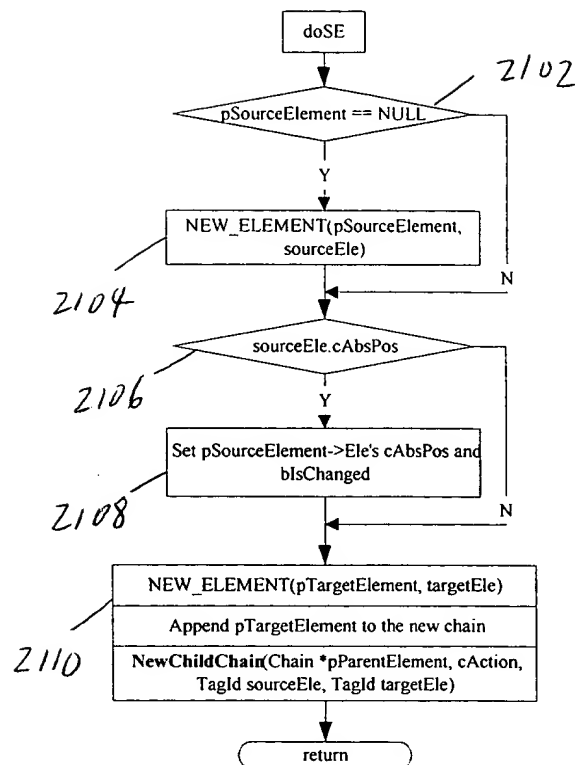 doSE
2102
pSourceElement == NULL
Y
NEW_ELEMENT(pSourceElement,
sourceEle)
N
2104
sourceEle.cAbsPos
2106
Y
Set pSourceElement->Ele's cAbsPos and
bIsChanged
N
2108
NEW_ELEMENT(pTargetElement, targetEle)
Append pTargetElement to the new chain
2110
NewChildChain(Chain *pParentElement, cAction,
TagId sourceEle, TagId targetEle)
return